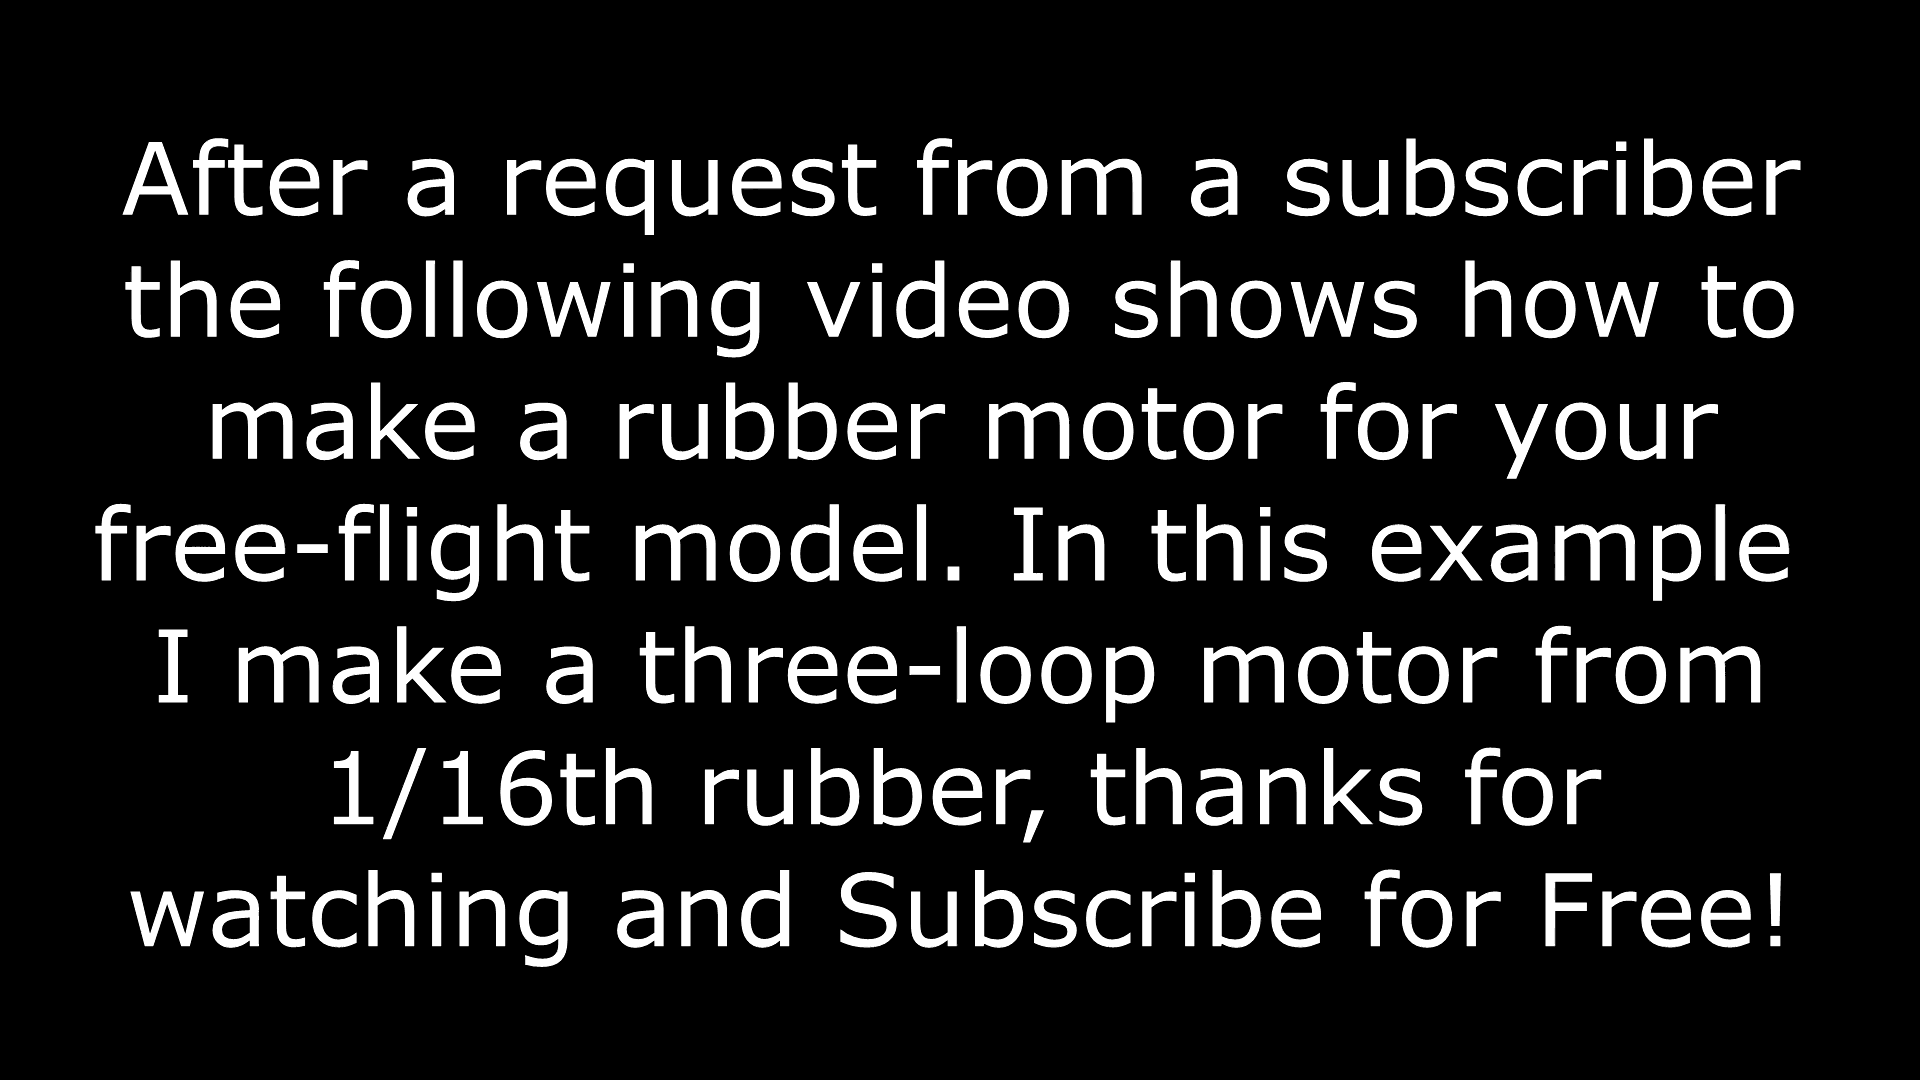 After a request from a subscriber
the following video shows how to
make a rubber motor for your
free-flight model. In this example
I make a three-loop motor from
1/16th rubber, thanks for
watching and Subscribe for Free!